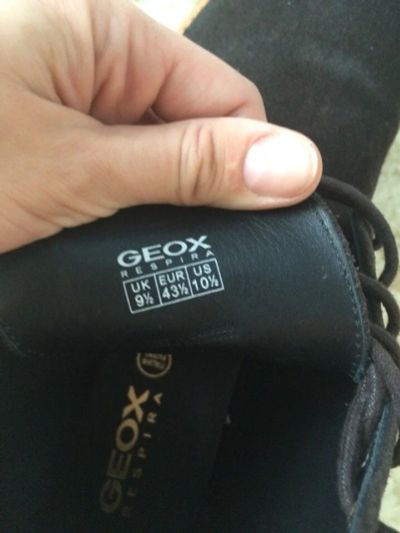 GEOX
RESPIRA
UK EUR US
9½ 43½ 10½
GEOX
RESPIRA